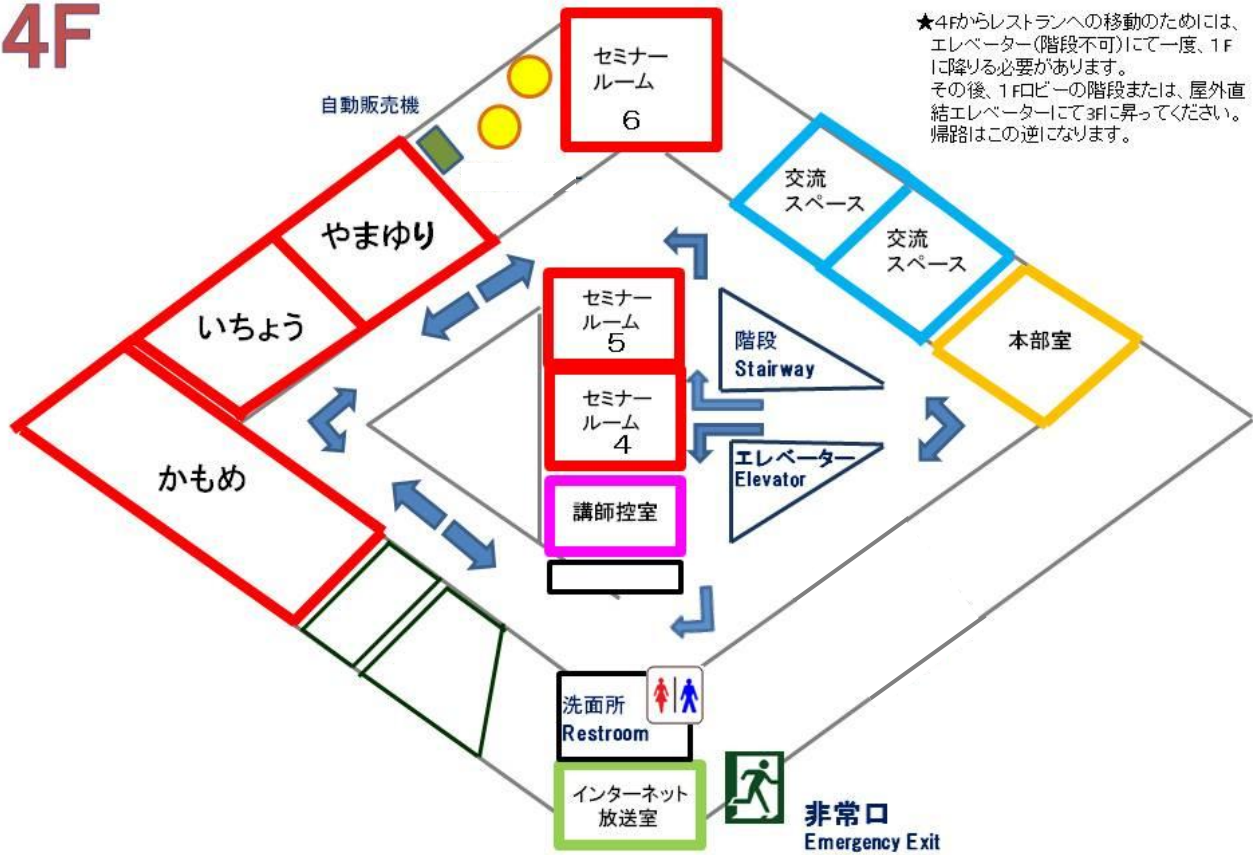 4F
★4Fからレストランへの移動のためには、
エレベーター(階段不可)にて一度、1F
に降りる必要があります。
その後、1Fロビーの階段または、屋外直
結エレベーターにて3Fに昇ってください。
帰路はこの逆になります。
セミナー
ルーム
6
自動販売機
交流
スペース
交流
スペース
やまゆり
いちょう
セミナー
ルーム
5
階段
Stairway
本部室
セミナー
ルーム
4
エレベーター
Elevator
かもめ
講師控室
洗面所
Restroom
インターネット
放送室
非常口
Emergency Exit